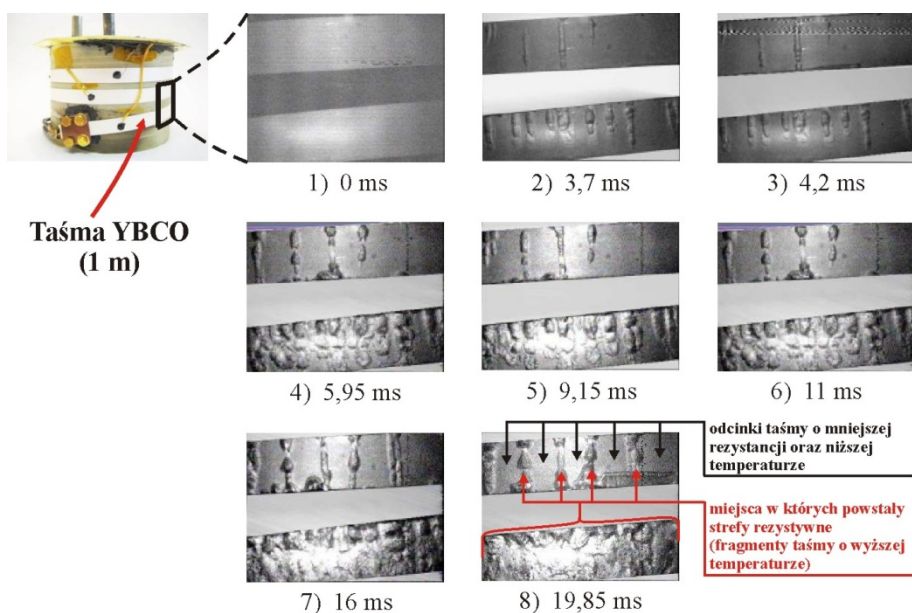 1) 0 ms
2) 3,7 ms
3) 4,2 ms
Taśma YBCO
(1 m)
4) 5,95 ms
5) 9,15 ms
6) 11 ms
odcinki taśmy o mniejszej
rezystancji oraz niższej
temperaturze
miejsca w których powstały
strefy rezystywne
(fragmenty taśmy o wyższej
temperaturze)
7) 16 ms
8) 19,85 ms